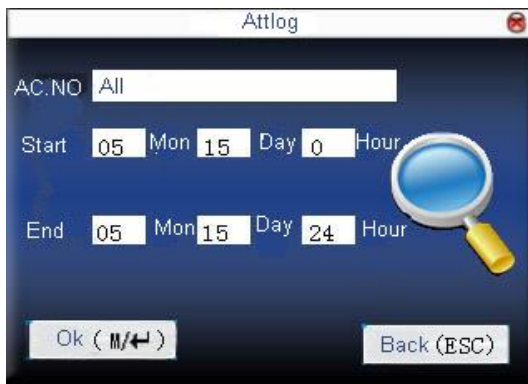 Attlog
AC.NO All
Start 05 Mon 15 Day 0 Hour
End 05 Mon 15 Day 24 Hour
Ok (M/↵) Back (ESC)